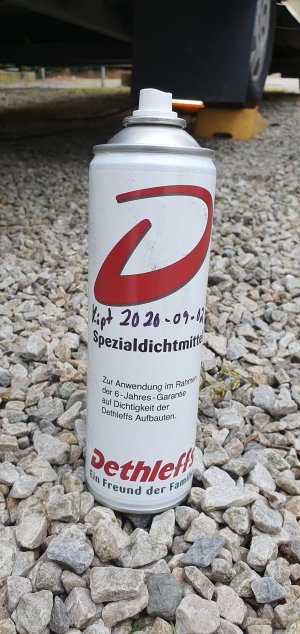 D
Kjøpt 2020-09-02
Spezialdichtmittel
Zur Anwendung im Rahmen
der 6-Jahres-Garantie
auf Dichtigkeit der
Dethleffs Aufbauten.
Dethleffs
Ein Freund der Familie